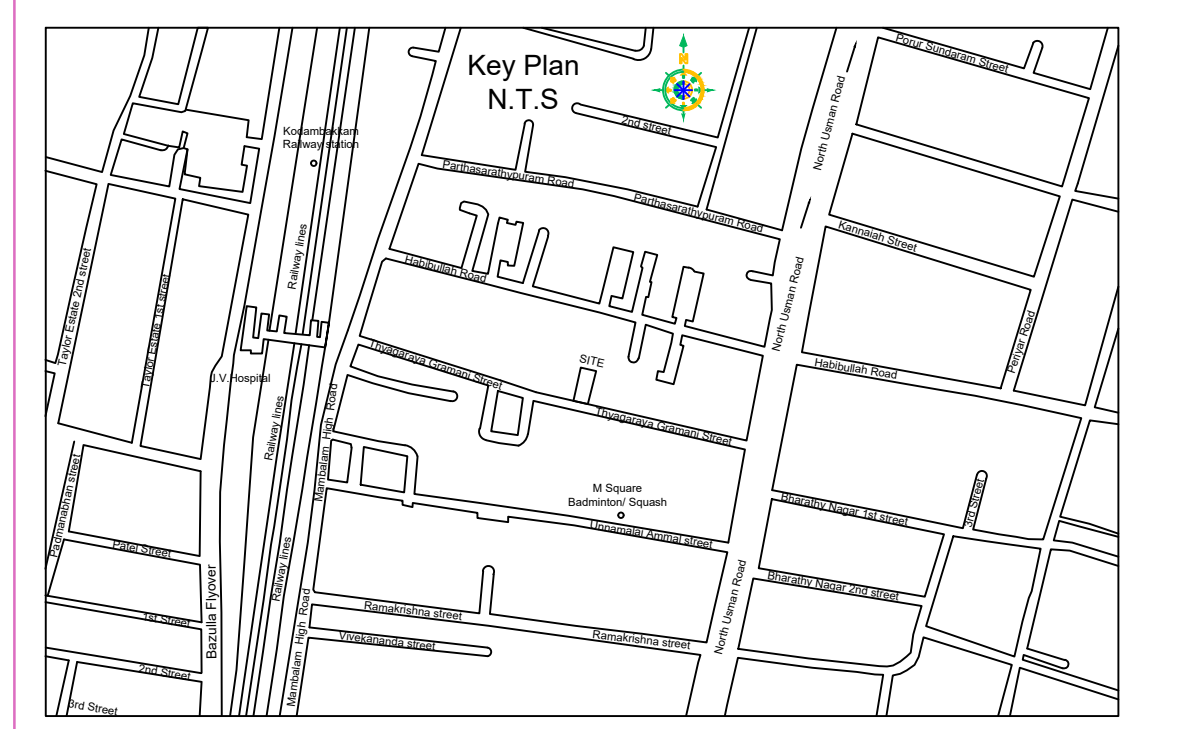 Porur Sundaram Street
Key Plan
N.T.S
N
2nd street
Kodambakkam
Railway station
North Usman Road
Parthasarathypuram Road
Parthasarathypuram Road
Kannaiah Street
Taylor Estate 2nd street
Taylor Estate 1st street
Railway lines
Habibullah Road
North Usman Road
Periyar Road
Thyagaraya Gramani Street
SITE
Habibullah Road
J.V.Hospital
Railway lines
Mambalam High Road
Thyagaraya Gramani Street
Padmanabhan street
M Square
Badminton/ Squash
Bharathy Nagar 1st street
3rd Street
Unnamalai Ammal street
Patel Street
Railway lines
Bharathy Nagar 2nd street
Bazulla Flyover
Mambalam High Road
Ramakrishna street
1st Street
Vivekananda street
Ramakrishna street
North Usman Road
2nd Street
3rd Street